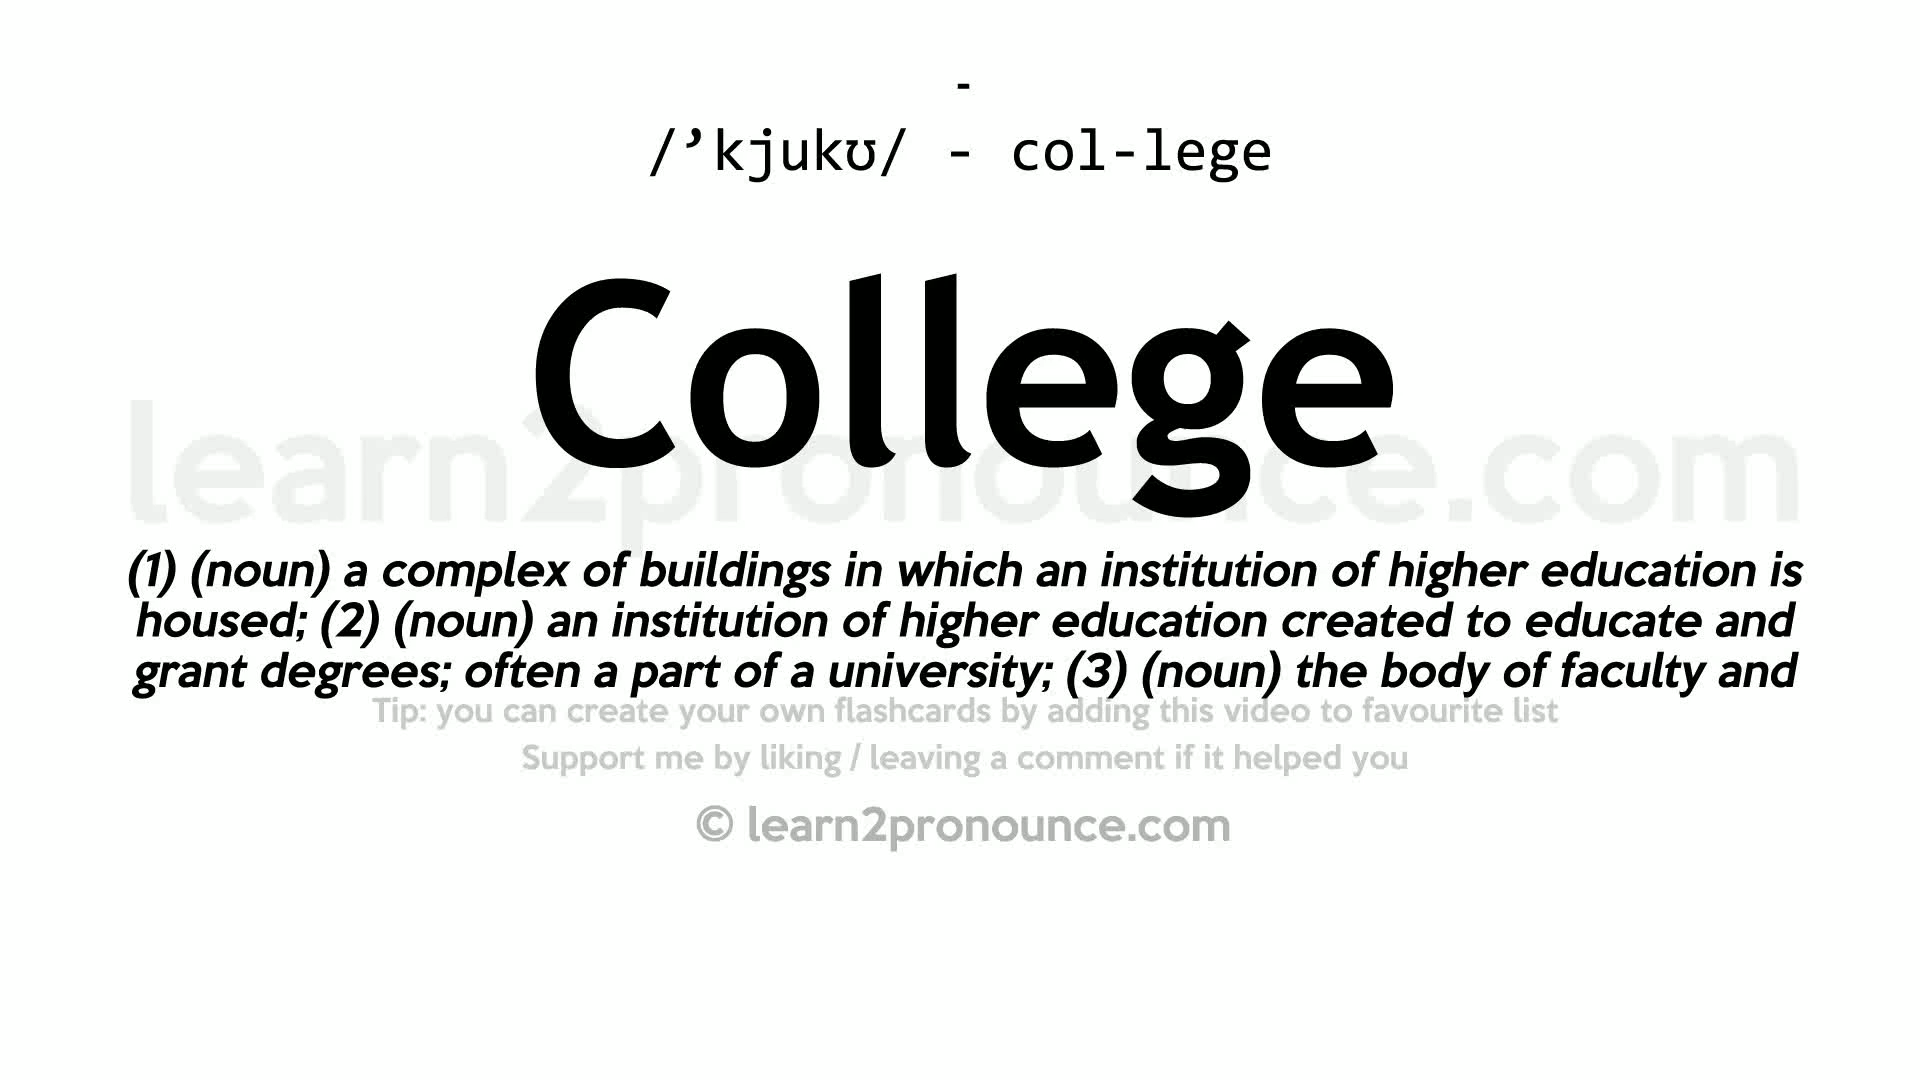 -
/’kjukʊ/ - col-lege
College
learn2pronounce.com
(1) (noun) a complex of buildings in which an institution of higher education is
housed; (2) (noun) an institution of higher education created to educate and
grant degrees; often a part of a university; (3) (noun) the body of faculty and
Tip: you can create your own flashcards by adding this video to favourite list
Support me by liking / leaving a comment if it helped you
© learn2pronounce.com